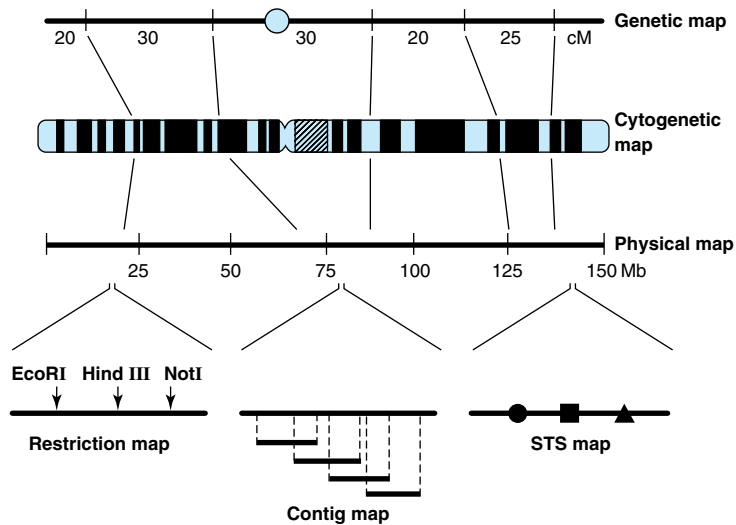 Genetic map
20 30 30 20 25 cM
Cytogenetic
map
Physical map
25 50 75 100 125 150 Mb
EcoRI Hind III NotI
Restriction map
STS map
Contig map